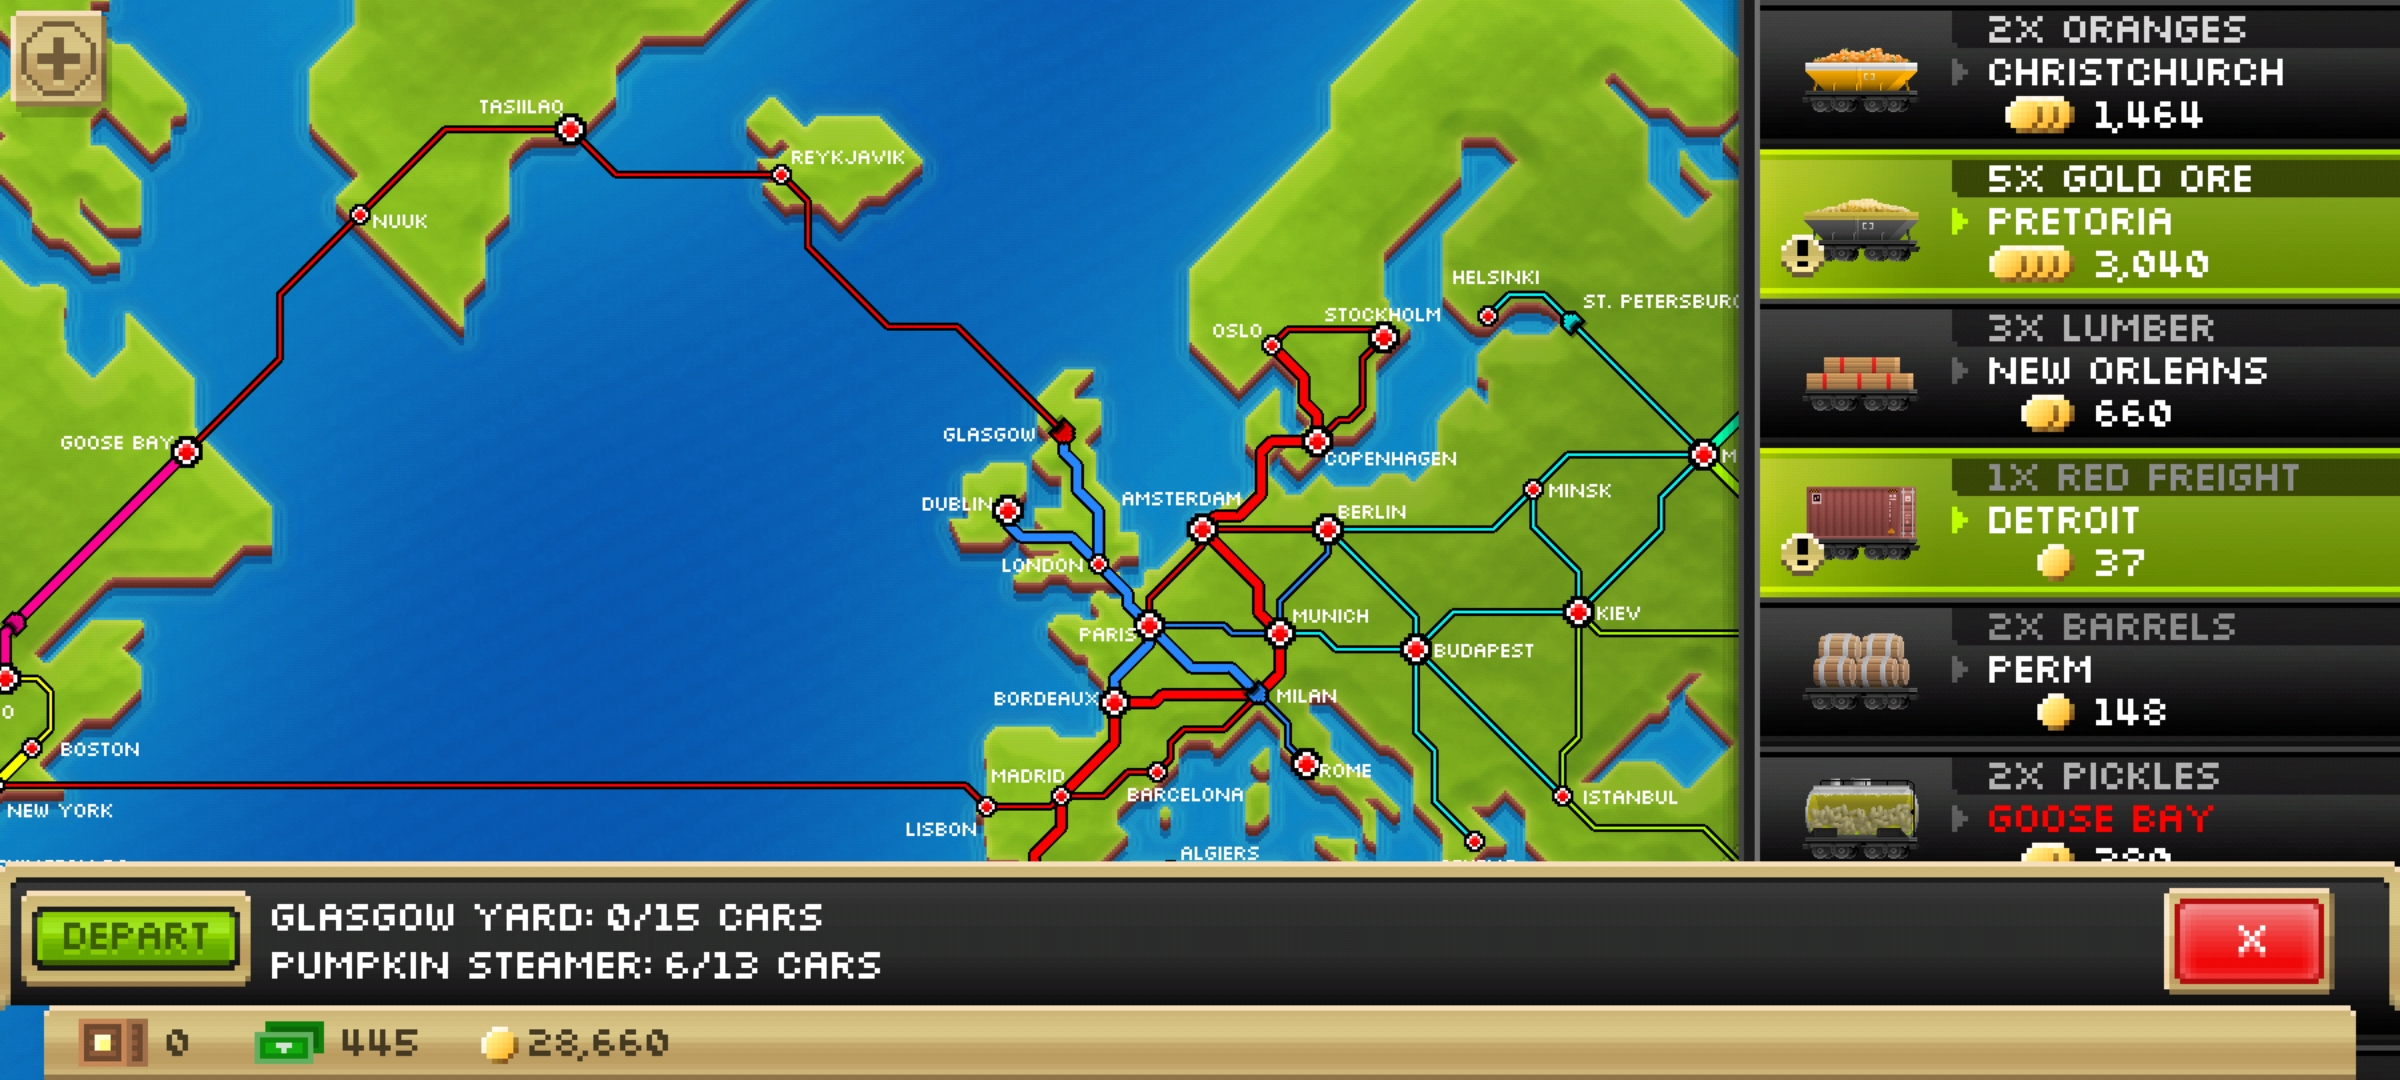 TASIILAQ
REYKJAVIK
NUUK
HELSINKI
ST. PETERSBURG
STOCKHOLM
OSLO
GOOSE BAY
GLASGOW
COPENHAGEN
M
DUBLIN
AMSTERDAM
MINSK
BERLIN
LONDON
MUNICH
KIEV
PARIS
BUDAPEST
BORDEAUX
MILAN
O
BOSTON
MADRID
ROME
BARCELONA
ISTANBUL
NEW YORK
LISBON
ALGIERS
2X ORANGES
CHRISTCHURCH
1,464
5X GOLD ORE
PRETORIA
3,040
3X LUMBER
NEW ORLEANS
660
1X RED FREIGHT
DETROIT
37
2X BARRELS
PERM
148
2X PICKLES
GOOSE BAY
DEPART
GLASGOW YARD: 0/15 CARS
PUMPKIN STEAMER: 6/13 CARS
X
0
445
28,660